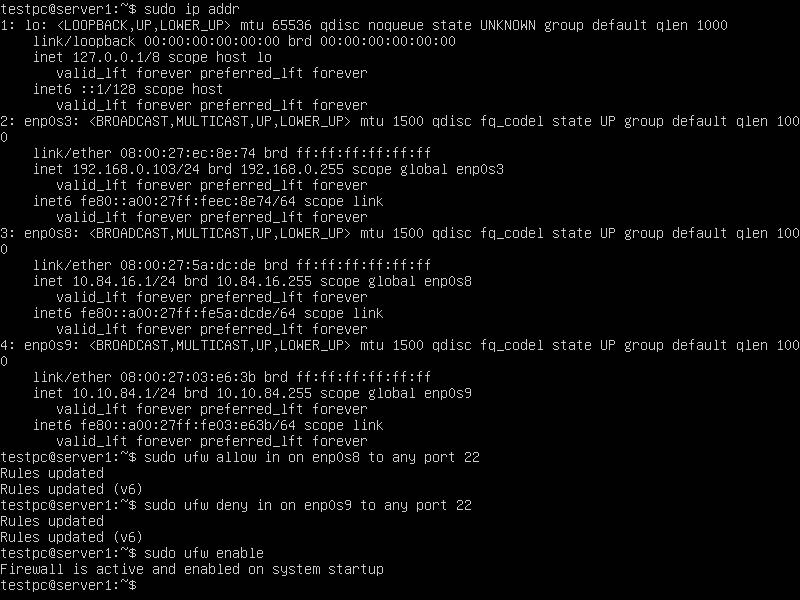 testpc@server1:~$ sudo ip addr
1: lo: <LOOPBACK,UP,LOWER_UP> mtu 65536 qdisc noqueue state UNKNOWN group default qlen 1000
    link/loopback 00:00:00:00:00:00 brd 00:00:00:00:00:00
    inet 127.0.0.1/8 scope host lo
       valid_lft forever preferred_lft forever
    inet6 ::1/128 scope host
       valid_lft forever preferred_lft forever
2: enp0s3: <BROADCAST,MULTICAST,UP,LOWER_UP> mtu 1500 qdisc fq_codel state UP group default qlen 100
0
    link/ether 08:00:27:ec:8e:74 brd ff:ff:ff:ff:ff:ff
    inet 192.168.0.103/24 brd 192.168.0.255 scope global enp0s3
       valid_lft forever preferred_lft forever
    inet6 fe80::a00:27ff:feec:8e74/64 scope link
       valid_lft forever preferred_lft forever
3: enp0s8: <BROADCAST,MULTICAST,UP,LOWER_UP> mtu 1500 qdisc fq_codel state UP group default qlen 100
0
    link/ether 08:00:27:5a:dc:de brd ff:ff:ff:ff:ff:ff
    inet 10.84.16.1/24 brd 10.84.16.255 scope global enp0s8
       valid_lft forever preferred_lft forever
    inet6 fe80::a00:27ff:fe5a:dcde/64 scope link
       valid_lft forever preferred_lft forever
4: enp0s9: <BROADCAST,MULTICAST,UP,LOWER_UP> mtu 1500 qdisc fq_codel state UP group default qlen 100
0
    link/ether 08:00:27:03:e6:3b brd ff:ff:ff:ff:ff:ff
    inet 10.10.84.1/24 brd 10.10.84.255 scope global enp0s9
       valid_lft forever preferred_lft forever
    inet6 fe80::a00:27ff:fe03:e63b/64 scope link
       valid_lft forever preferred_lft forever
testpc@server1:~$ sudo ufw allow in on enp0s8 to any port 22
Rules updated
Rules updated (v6)
testpc@server1:~$ sudo ufw deny in on enp0s9 to any port 22
Rules updated
Rules updated (v6)
testpc@server1:~$ sudo ufw enable
Firewall is active and enabled on system startup
testpc@server1:~$